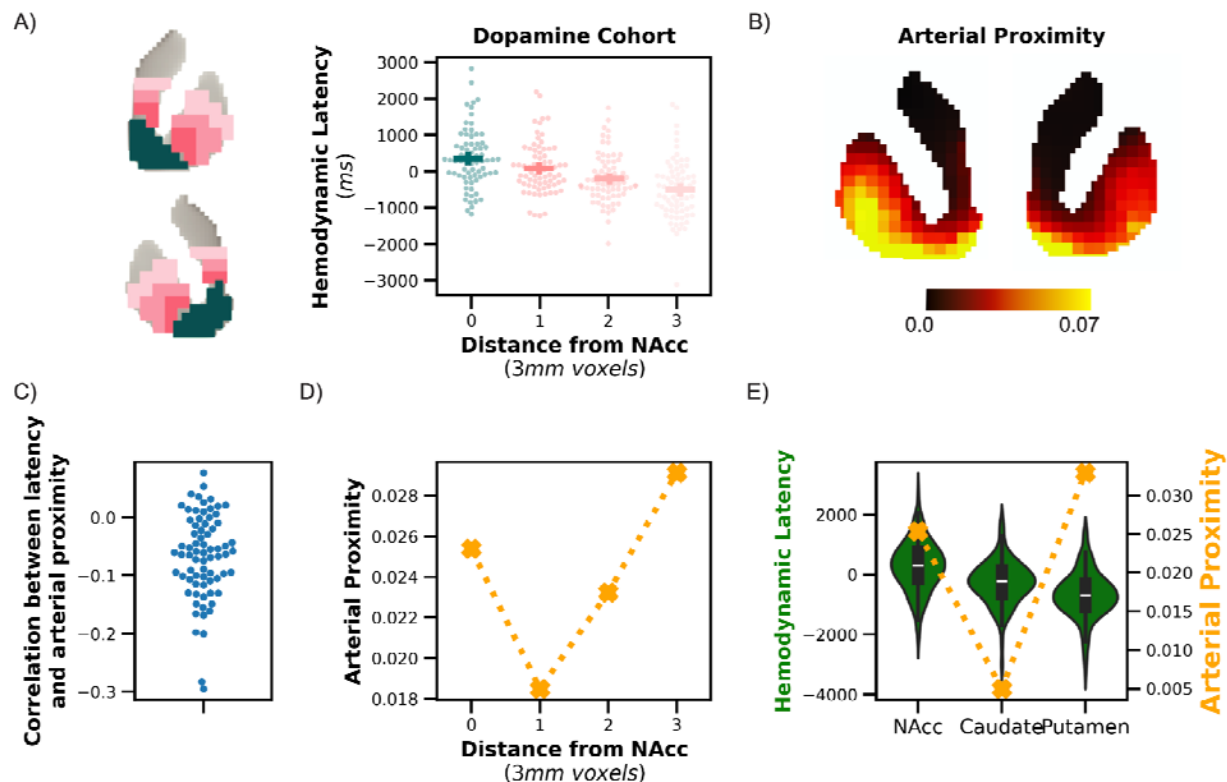 A)
Dopamine Cohort
Hemodynamic Latency
(ms)
3000
2000
1000
0
−1000
−2000
−3000
0 1 2 3
Distance from NAcc
(3mm voxels)
B)
Arterial Proximity
0.0 0.07
C)
Correlation between latency
and arterial proximity
0.0
−0.1
−0.2
−0.3
D)
Arterial Proximity
0.028
0.026
0.024
0.022
0.020
0.018
0 1 2 3
Distance from NAcc
(3mm voxels)
E)
Hemodynamic Latency
2000
0
−2000
−4000
NAcc Caudate Putamen
0.030
0.025
0.020
0.015
0.010
0.005
Arterial Proximity